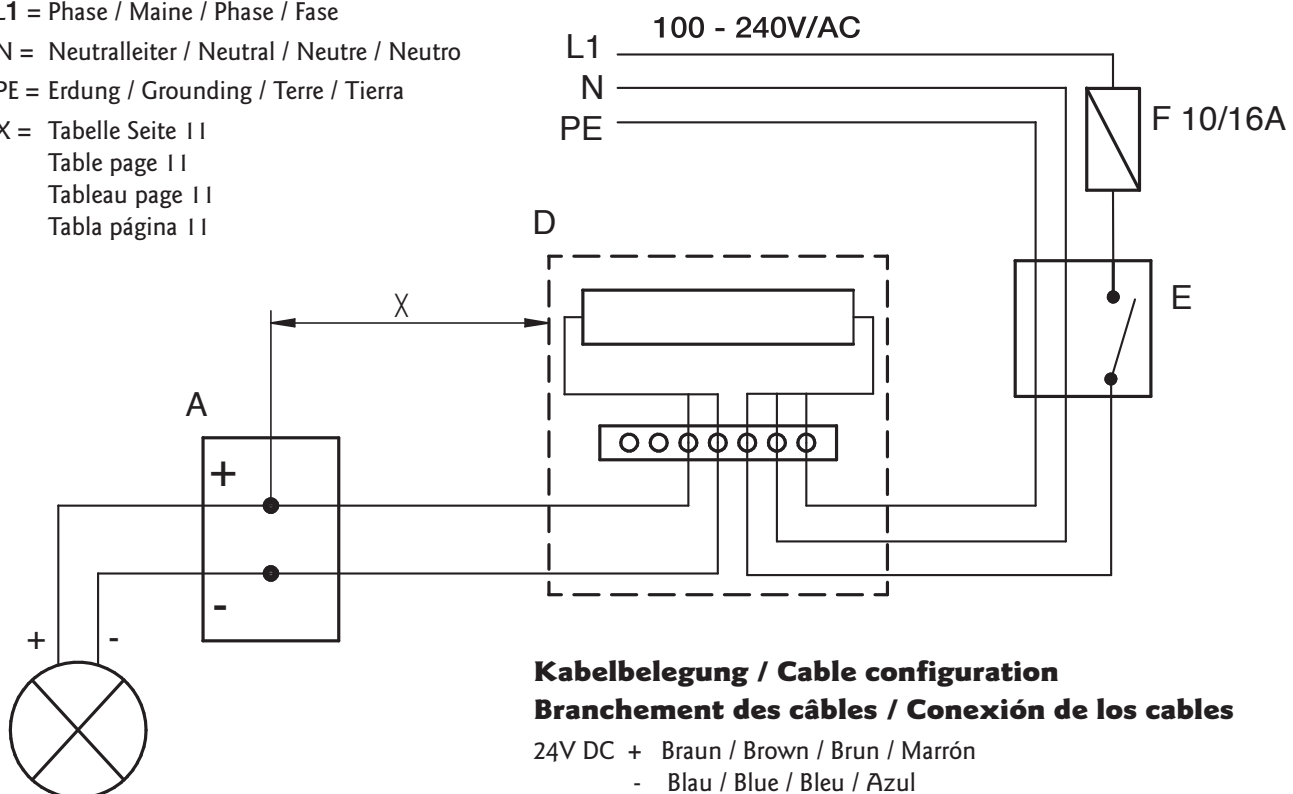 L1 = Phase / Maine / Phase / Fase
N = Neutralleiter / Neutral / Neutre / Neutro
PE = Erdung / Grounding / Terre / Tierra
X = Tabelle Seite 11
Table page 11
Tableau page 11
Tabla página 11
100 - 240V/AC
L1
N
PE
F 10/16A
D
E
X
A
+
-
+ -
Kabelbelegung / Cable configuration
Branchement des câbles / Conexión de los cables
24V DC + Braun / Brown / Brun / Marrón
- Blau / Blue / Bleu / Azul